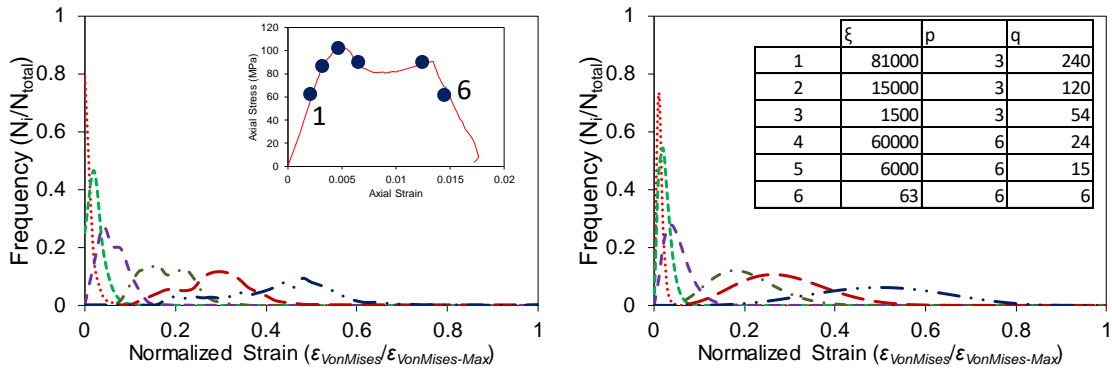 Frequency (Ni/Ntotal)
1
0.8
0.6
0.4
0.2
0
0 0.2 0.4 0.6 0.8 1
Normalized Strain (εVonMises/εVonMises-Max)
Axial Stress (MPa)
120
100
80
60
40
20
0
0 0.005 0.01 0.015 0.02
Axial Strain
1
6
Frequency (Ni/Ntotal)
1
0.8
0.6
0.4
0.2
0
0 0.2 0.4 0.6 0.8 1
Normalized Strain (εVonMises/εVonMises-Max)
ξ p q
1 81000 3 240
2 15000 3 120
3 1500 3 54
4 60000 6 24
5 6000 6 15
6 63 6 6